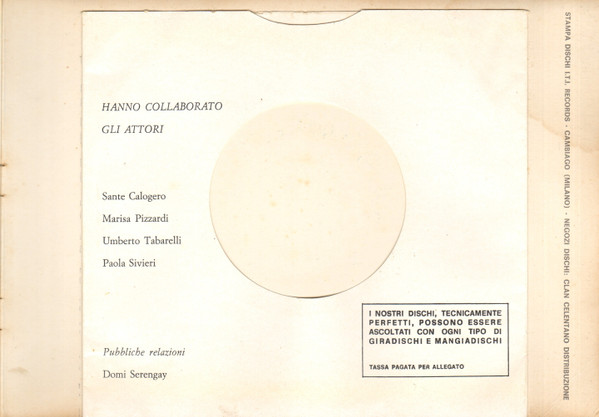 HANNO COLLABORATO
GLI ATTORI
Sante Calogero
Marisa Pizzardi
Umberto Tabarelli
Paola Sivieri
Pubbliche relazioni
Domi Serengay
I NOSTRI DISCHI, TECNICAMENTE
PERFETTI, POSSONO ESSERE
ASCOLTATI CON OGNI TIPO DI
GIRADISCHI E MANGIADISCHI
TASSA PAGATA PER ALLEGATO
STAMPA DISCHI I.T.I. RECORDS - CAMBIAGO (MILANO) - NEGOZI DISCHI: CLAN CELENTANO DISTRIBUZIONE